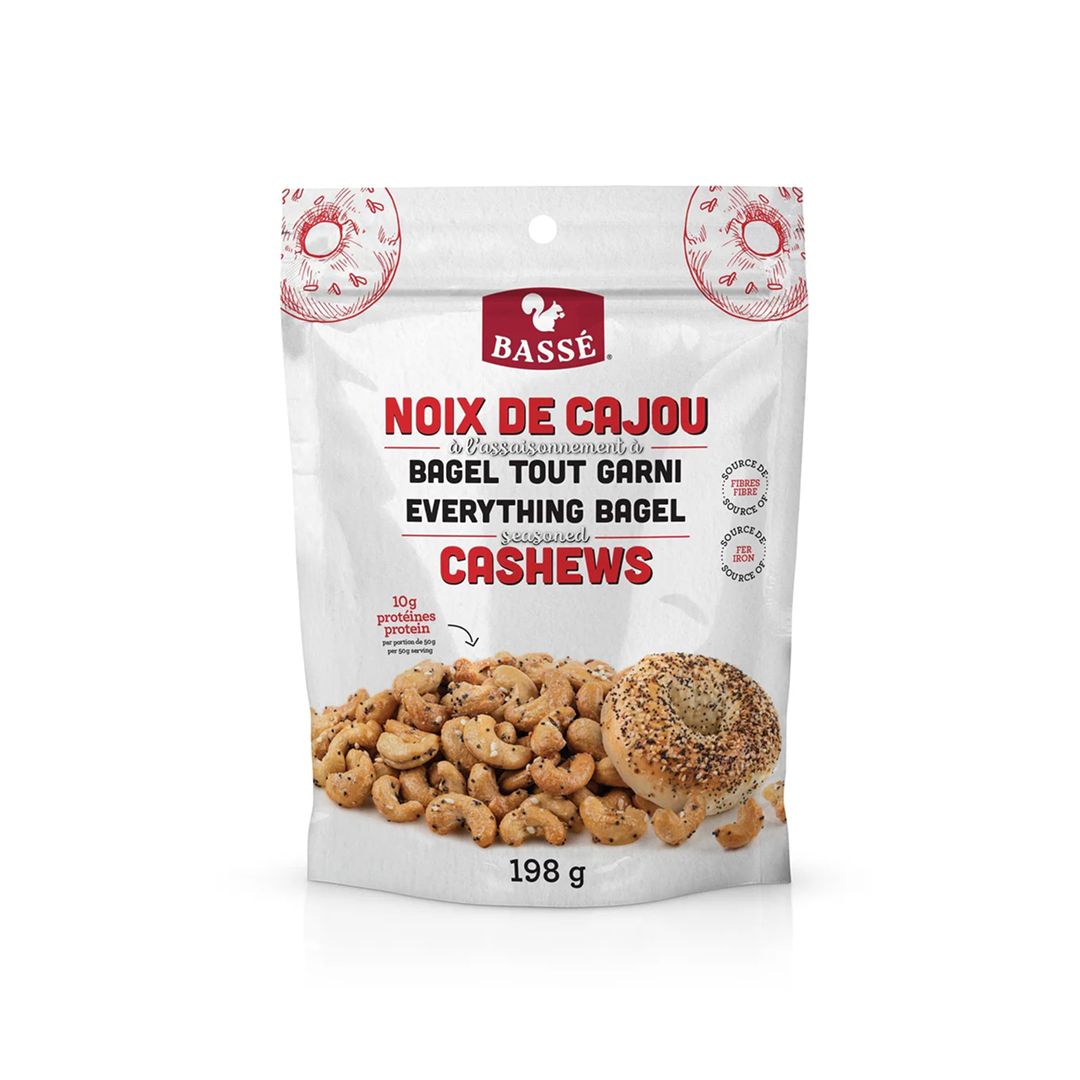 BASSÉ®
NOIX DE CAJOU
à l'assaisonnement à
BAGEL TOUT GARNI
EVERYTHING BAGEL
seasoned
CASHEWS
SOURCE DE
FIBRES
FIBRE
SOURCE OF
SOURCE DE
FER
IRON
SOURCE OF
10g
protéines
protein
par portion de 50g
per 50g serving
198 g